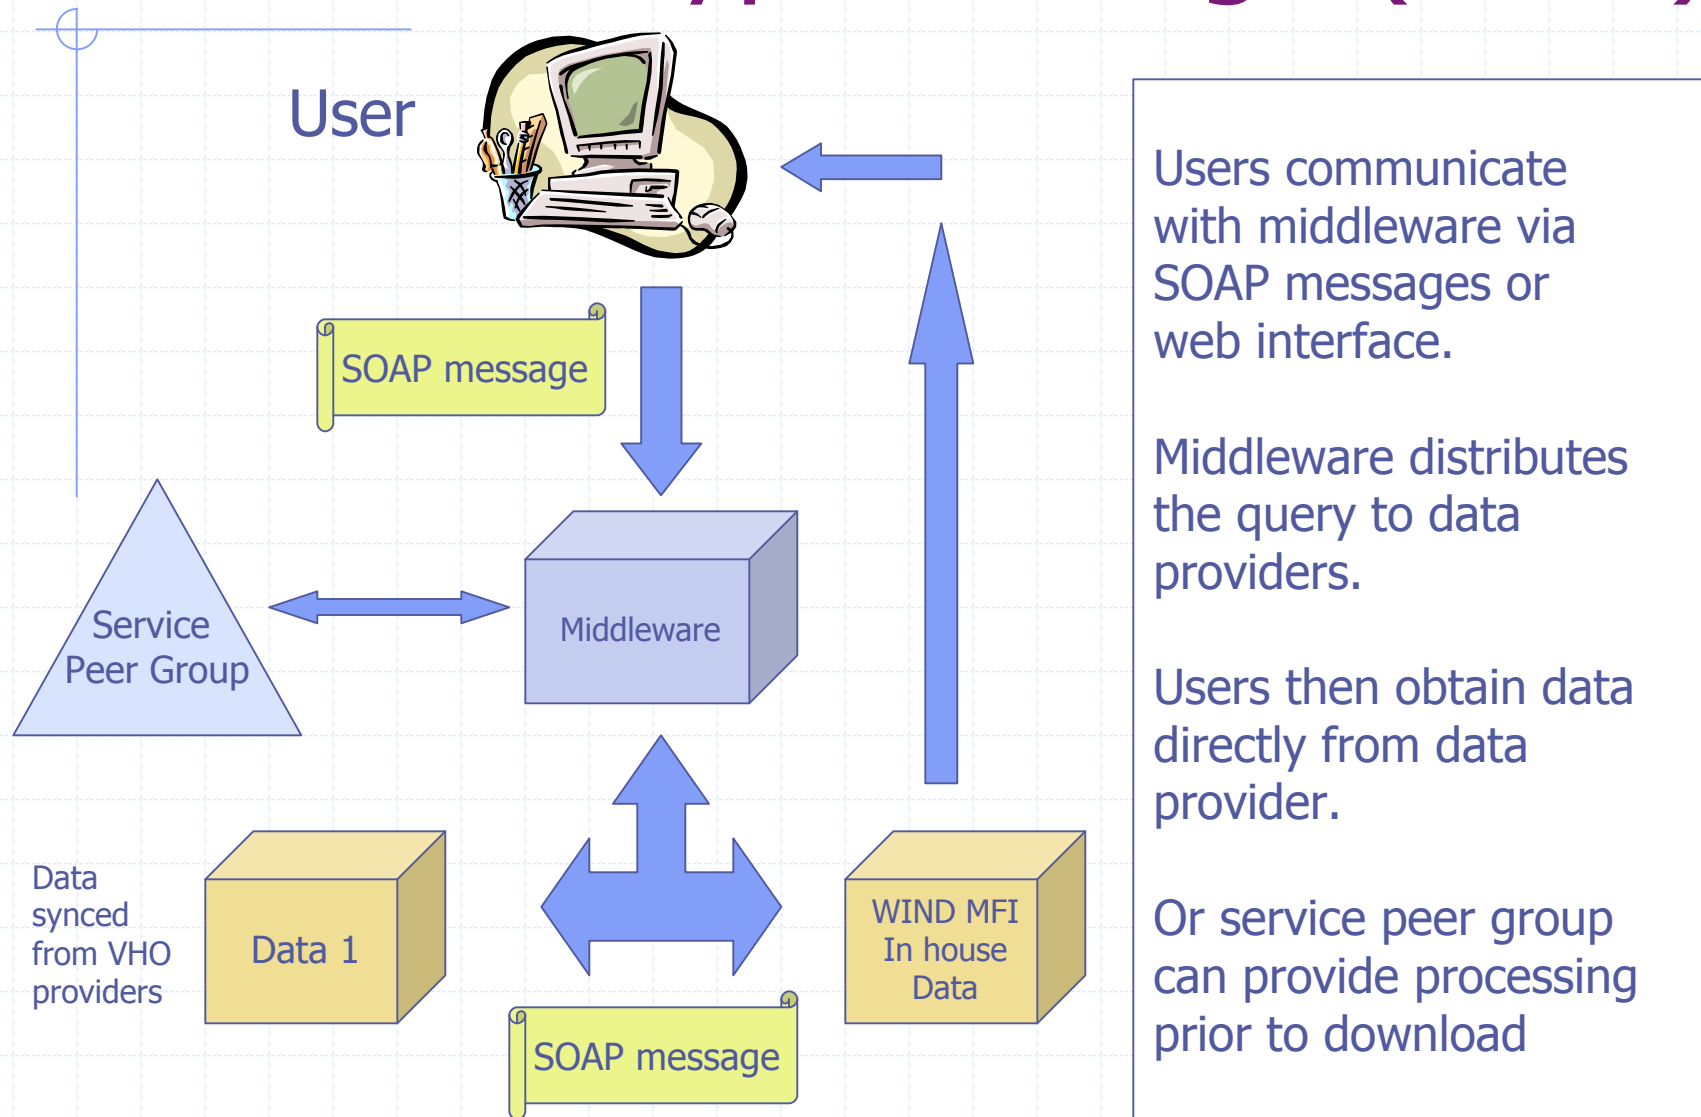 User
SOAP message
Service
Peer Group
Middleware
Data
synced
from VHO
providers
Data 1
WIND MFI
In house
Data
SOAP message
Users communicate
with middleware via
SOAP messages or
web interface.
Middleware distributes
the query to data
providers.
Users then obtain data
directly from data
provider.
Or service peer group
can provide processing
prior to download